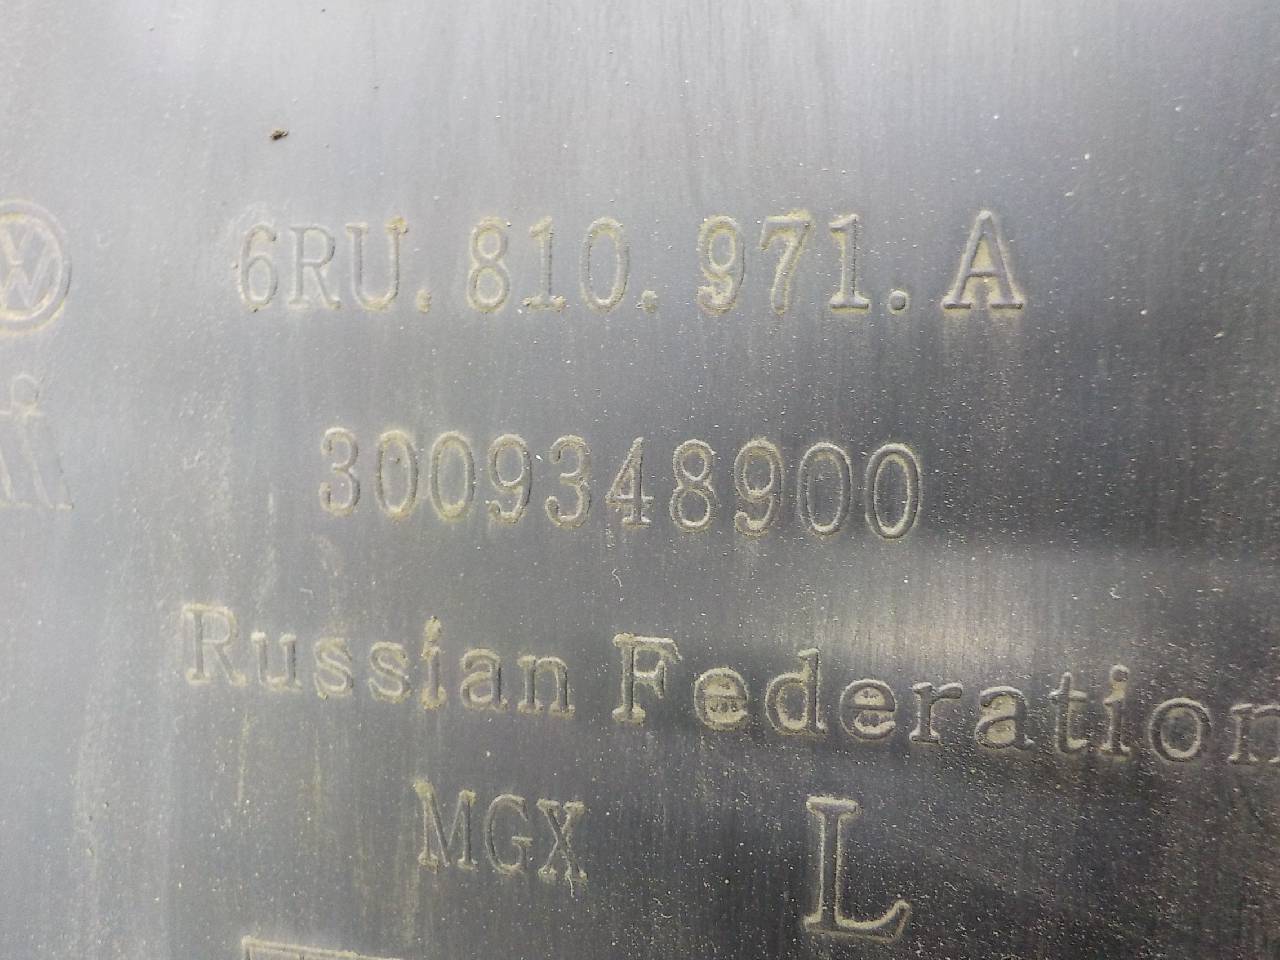 6RU.810.971.A
3009348900
Russian Federation
MGX L